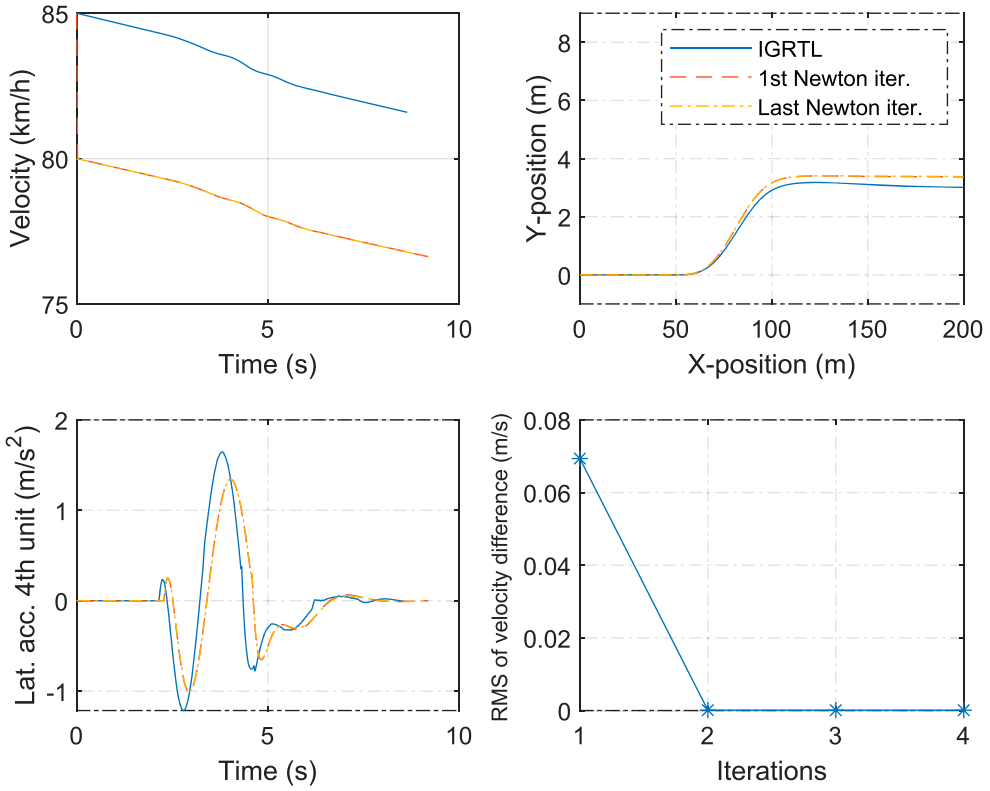 85
80
75
0
5
10
Velocity (km/h)
Time (s)
8
6
4
2
0
0
50
100
150
200
Y-position (m)
X-position (m)
IGRTL
1st Newton iter.
Last Newton iter.
2
1
0
-1
0
5
10
Lat. acc. 4th unit (m/s²)
Time (s)
0.08
0.06
0.04
0.02
0
1
2
3
4
RMS of velocity difference (m/s)
Iterations